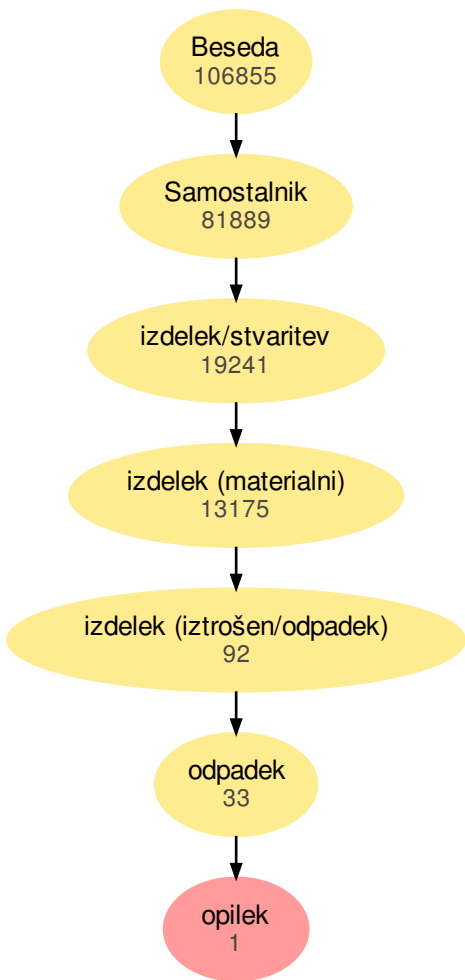 Beseda
106855
Samostalnik
81889
izdelek/stvaritev
19241
izdelek (materialni)
13175
izdelek (iztrošen/odpadek)
92
odpadek
33
opilek
1